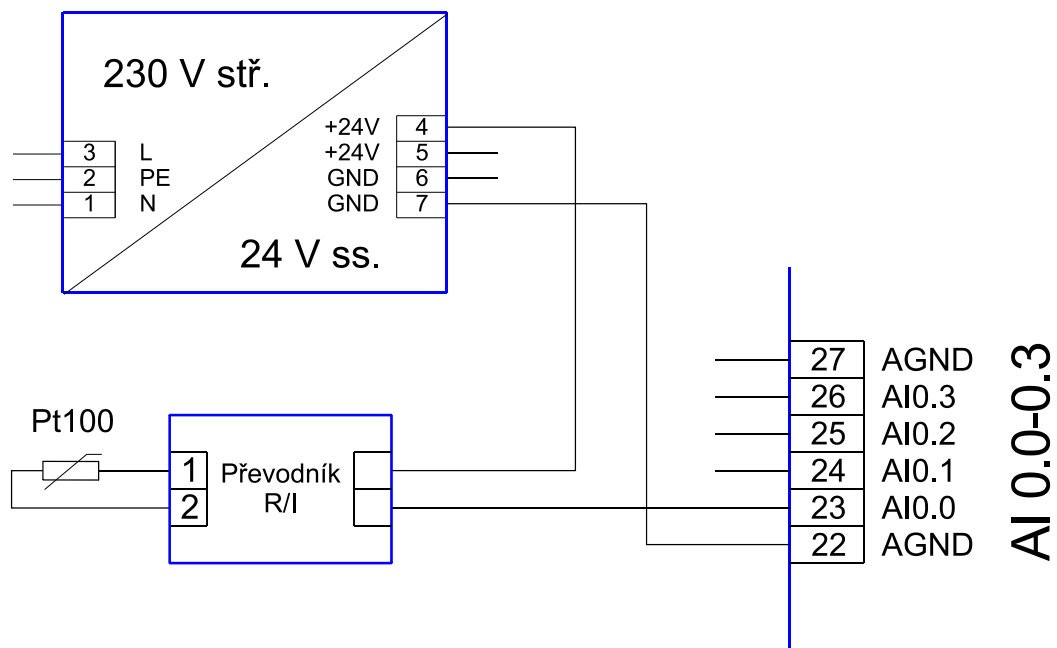 230 V stř.
3 L
2 PE
1 N
+24V 4
+24V 5
GND 6
GND 7
24 V ss.
Pt100
1
2
Převodník
R/I
27 AGND
26 AI0.3
25 AI0.2
24 AI0.1
23 AI0.0
22 AGND
AI 0.0-0.3